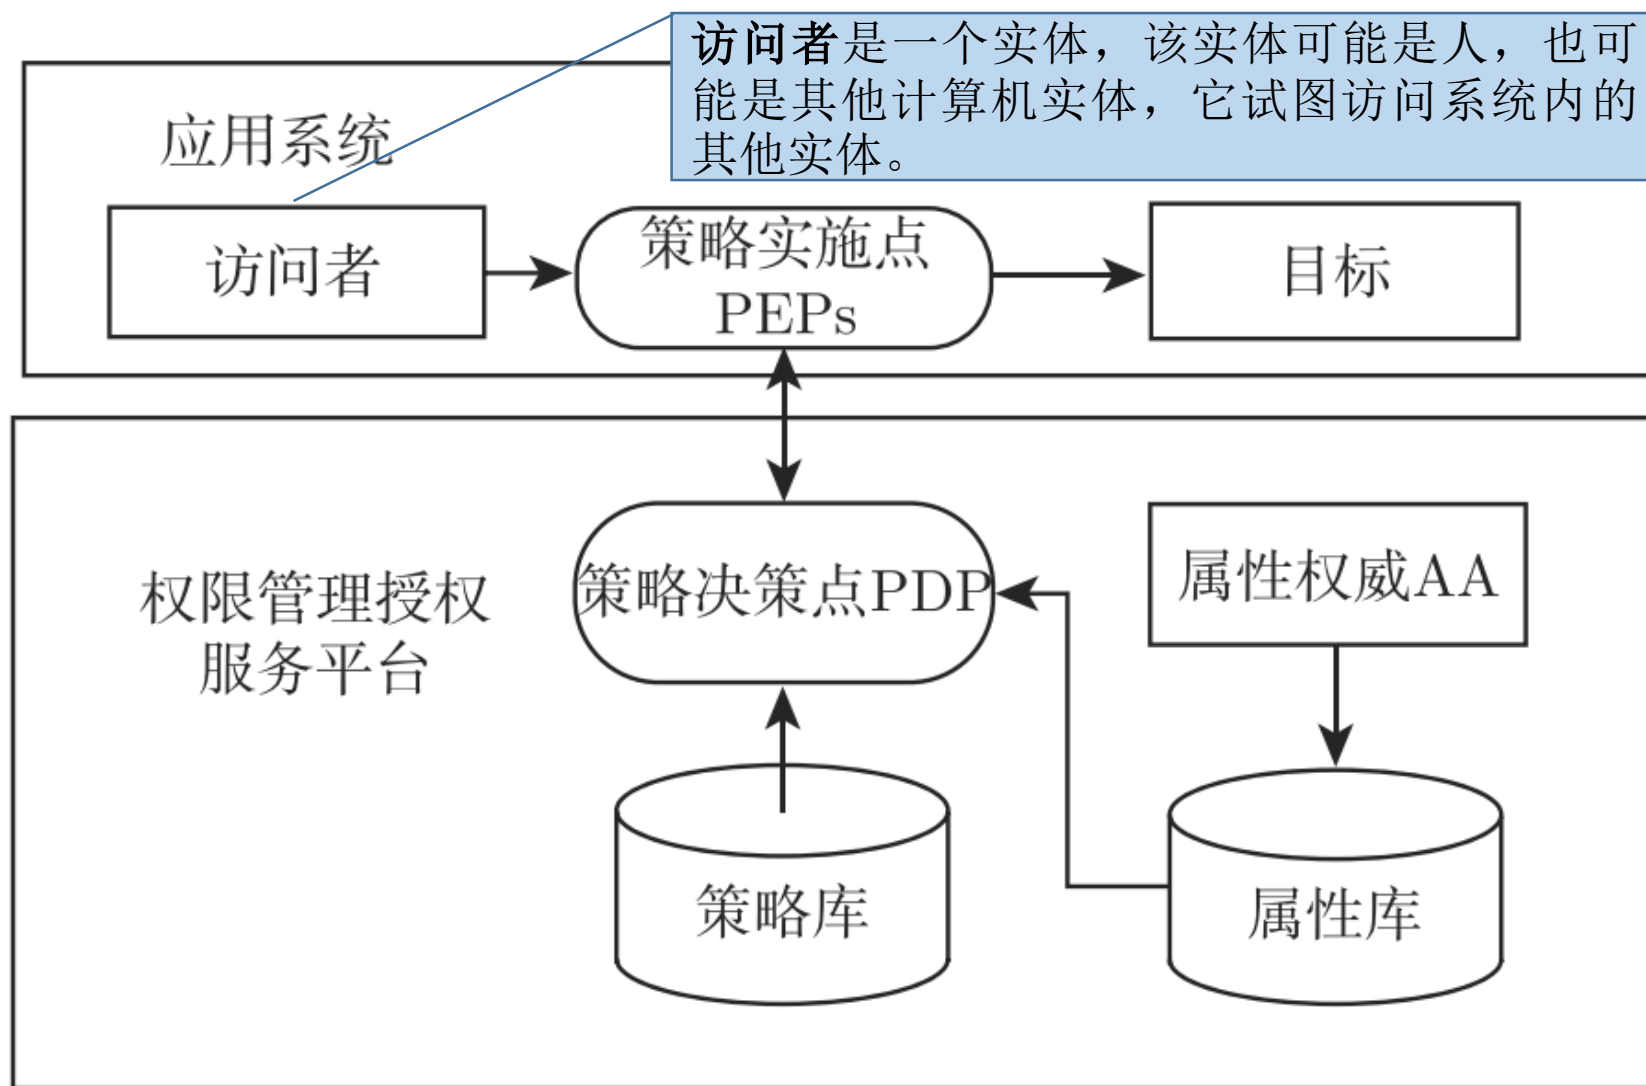 访问者是一个实体，该实体可能是人，也可
能是其他计算机实体，它试图访问系统内的
其他实体。
应用系统
访问者
策略实施点
PEPs
目标
权限管理授权
服务平台
策略决策点PDP
属性权威AA
策略库
属性库